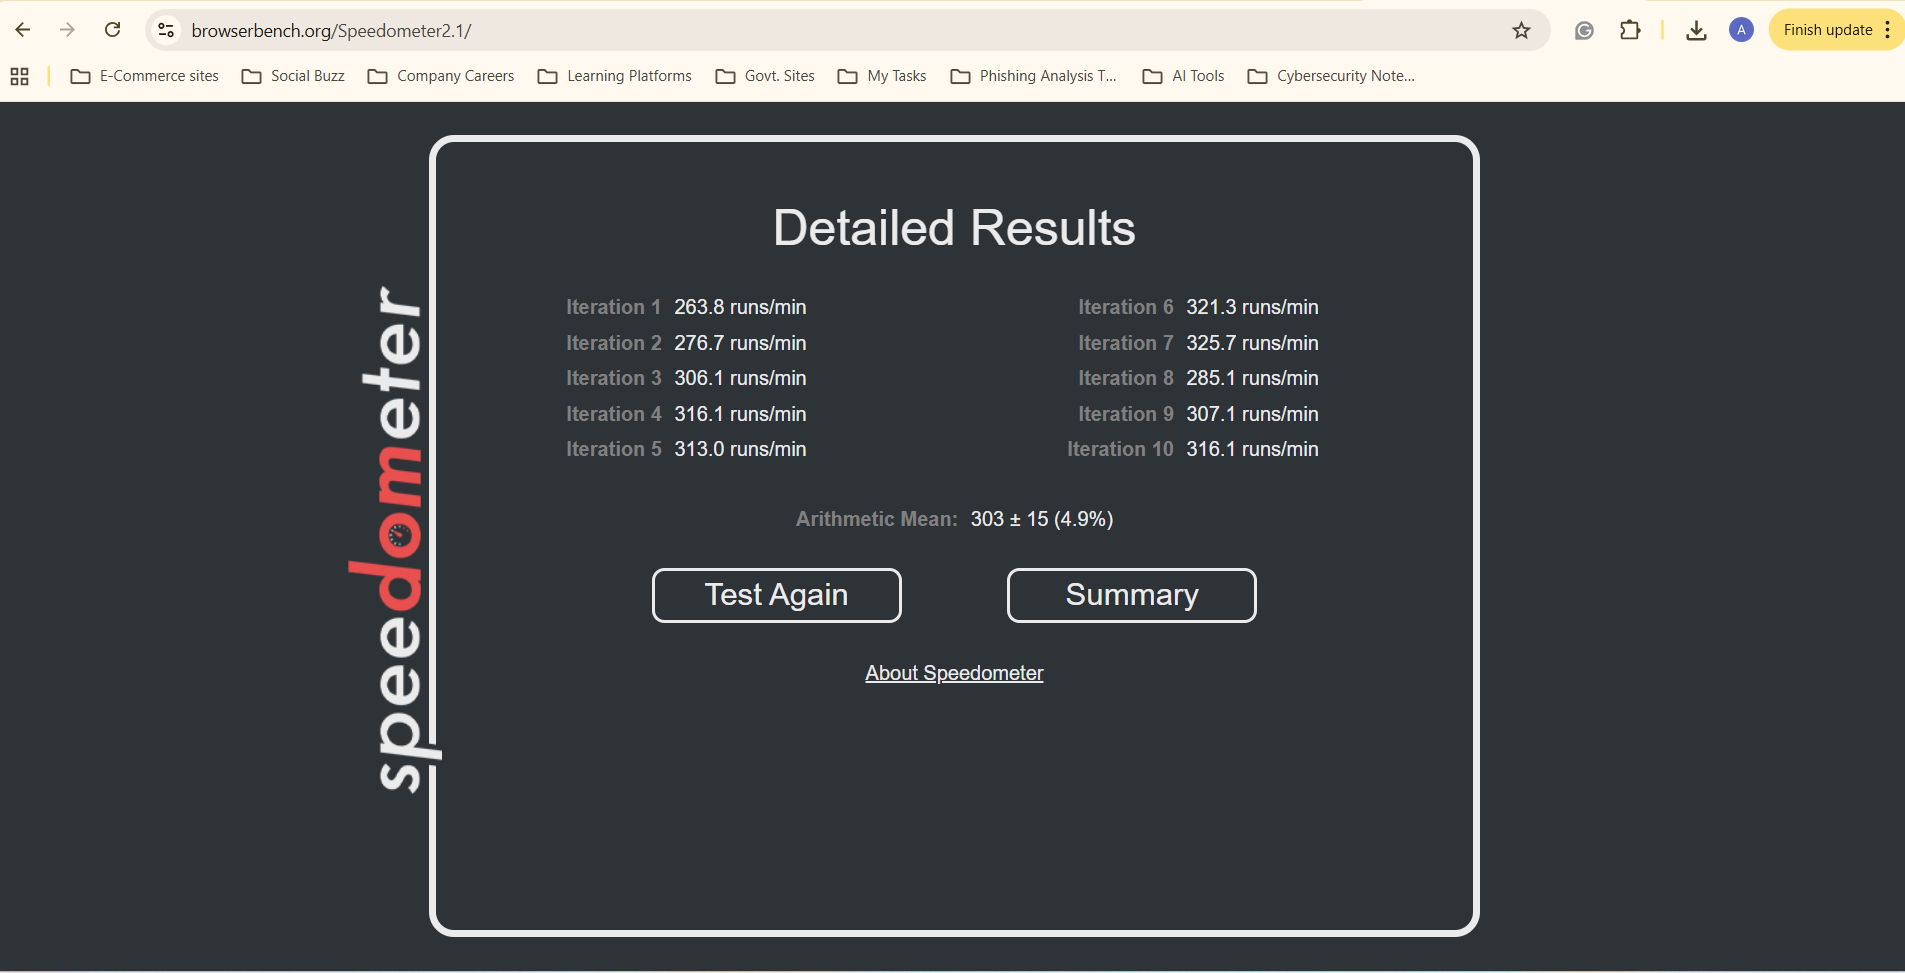 browserbench.org/Speedometer2.1/
A
Finish update
E-Commerce sites
Social Buzz
Company Careers
Learning Platforms
Govt. Sites
My Tasks
Phishing Analysis T...
AI Tools
Cybersecurity Note...
speedometer
Detailed Results
Iteration 1 263.8 runs/min
Iteration 2 276.7 runs/min
Iteration 3 306.1 runs/min
Iteration 4 316.1 runs/min
Iteration 5 313.0 runs/min
Iteration 6 321.3 runs/min
Iteration 7 325.7 runs/min
Iteration 8 285.1 runs/min
Iteration 9 307.1 runs/min
Iteration 10 316.1 runs/min
Arithmetic Mean: 303 ± 15 (4.9%)
Test Again
Summary
About Speedometer